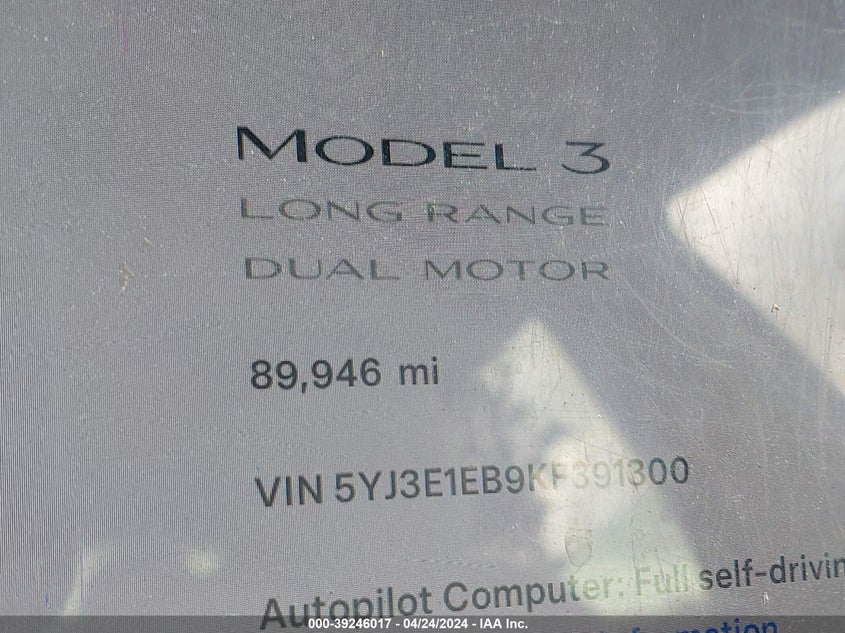 MODEL 3
LONG RANGE
DUAL MOTOR
89,946 mi
VIN 5YJ3E1EB9KF391300
Autopilot Computer: Full self-drivin
000-39246017 - 04/24/2024 - IAA Inc.